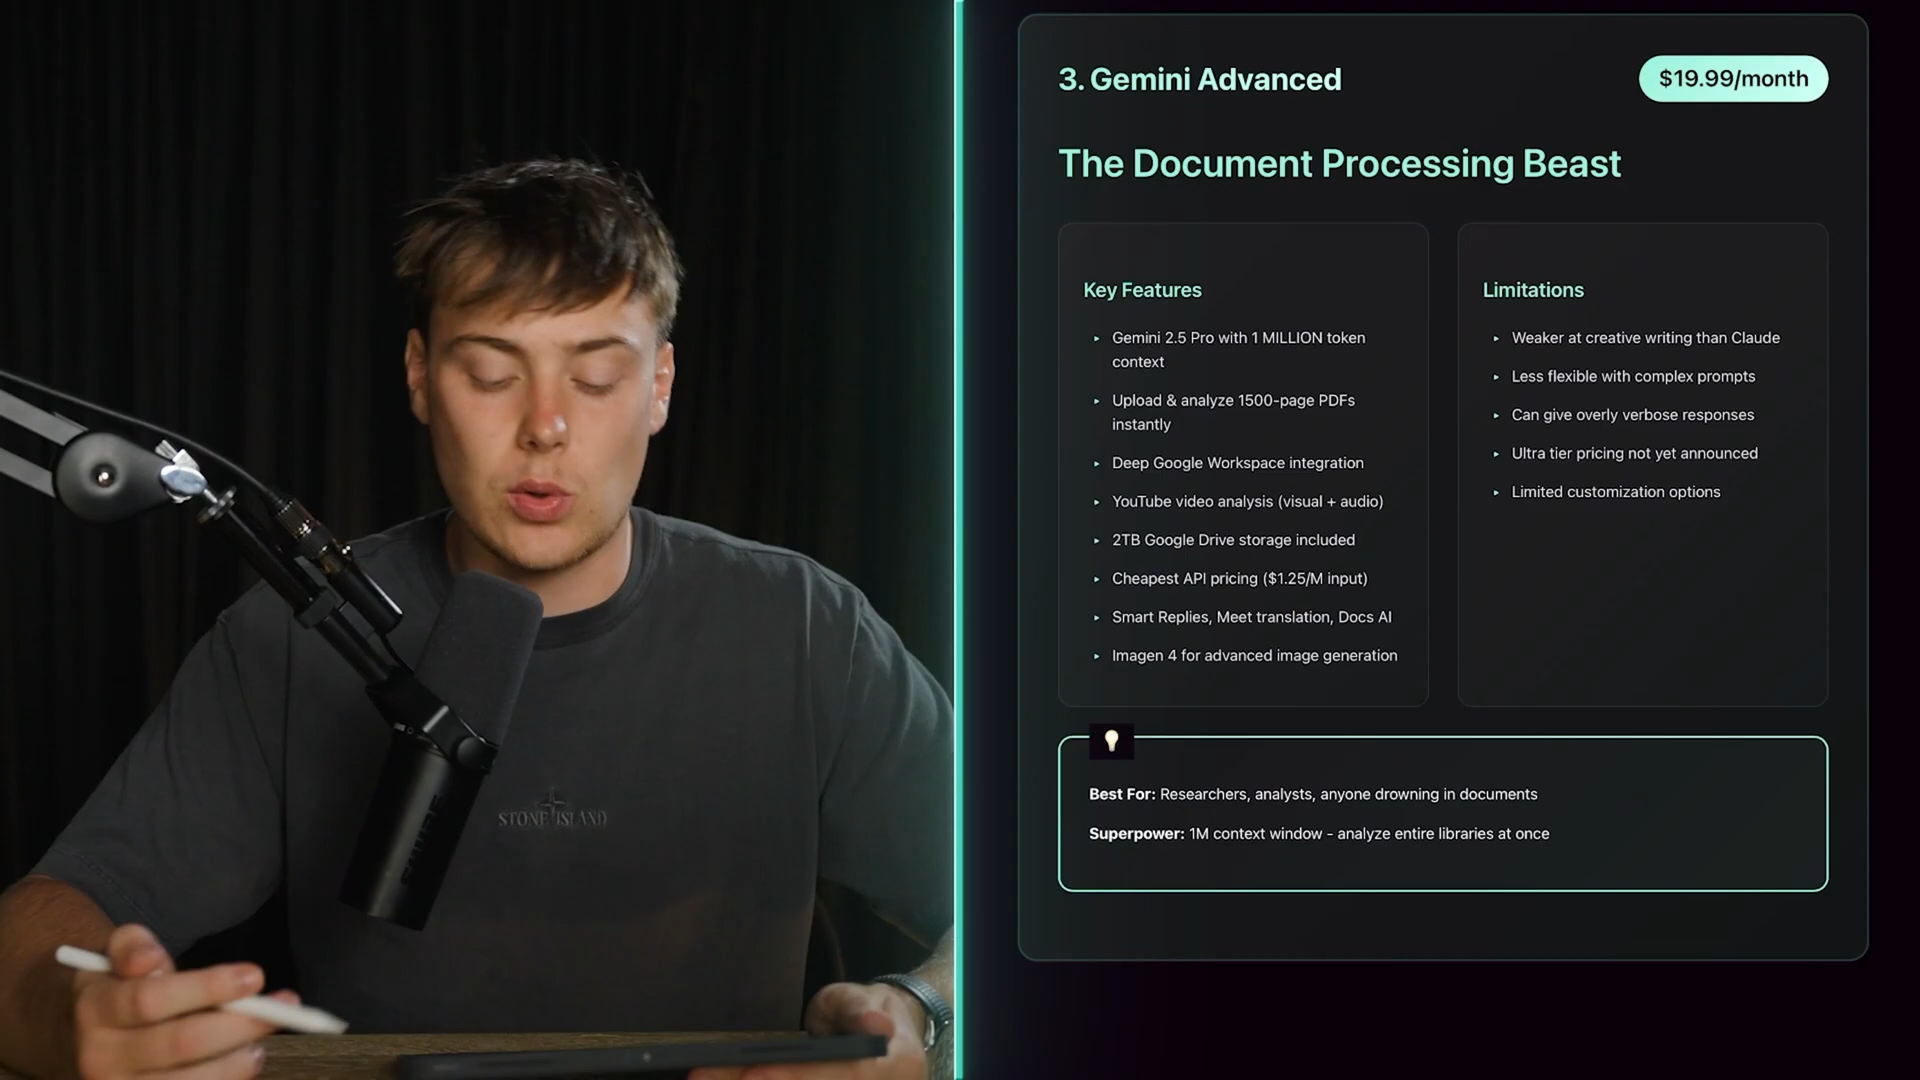 3. Gemini Advanced
$19.99/month
The Document Processing Beast
Key Features
Gemini 2.5 Pro with 1 MILLION token
context
Upload & analyze 1500-page PDFs
instantly
Deep Google Workspace integration
YouTube video analysis (visual + audio)
2TB Google Drive storage included
Cheapest API pricing ($1.25/M input)
Smart Replies, Meet translation, Docs AI
Imagen 4 for advanced image generation
Limitations
Weaker at creative writing than Claude
Less flexible with complex prompts
Can give overly verbose responses
Ultra tier pricing not yet announced
Limited customization options
Best For: Researchers, analysts, anyone drowning in documents
Superpower: 1M context window - analyze entire libraries at once
STONE ISLAND